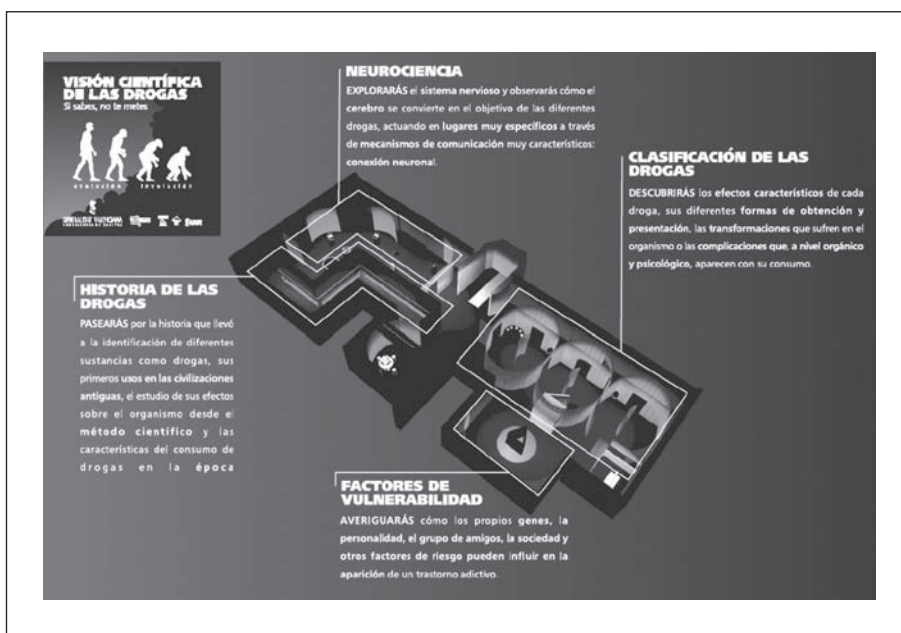 VISIÓN CIENTÍFICA
DE LAS DROGAS
Si sabes, no te metes
evolución involución
GENERALITAT VALENCIANA
NEUROCIENCIA
EXPLORARÁS el sistema nervioso y observarás cómo el
cerebro se convierte en el objetivo de las diferentes
drogas, actuando en lugares muy específicos a través
de mecanismos de comunicación muy característicos:
conexión neuronal.
CLASIFICACIÓN DE LAS
DROGAS
DESCUBRIRÁS los efectos característicos de cada
droga, sus diferentes formas de obtención y
presentación, las transformaciones que sufren en el
organismo o las complicaciones que, a nivel orgánico
y psicológico, aparecen con su consumo.
HISTORIA DE LAS
DROGAS
PASEARÁS por la historia que llevó
a la identificación de diferentes
sustancias como drogas, sus
primeros usos en las civilizaciones
antiguas, el estudio de sus efectos
sobre el organismo desde el
método científico y las
características del consumo de
drogas en la época
FACTORES DE
VULNERABILIDAD
AVERIGUARÁS cómo los propios genes, la
personalidad, el grupo de amigos, la sociedad y
otros factores de riesgo pueden influir en la
aparición de un trastorno adictivo.